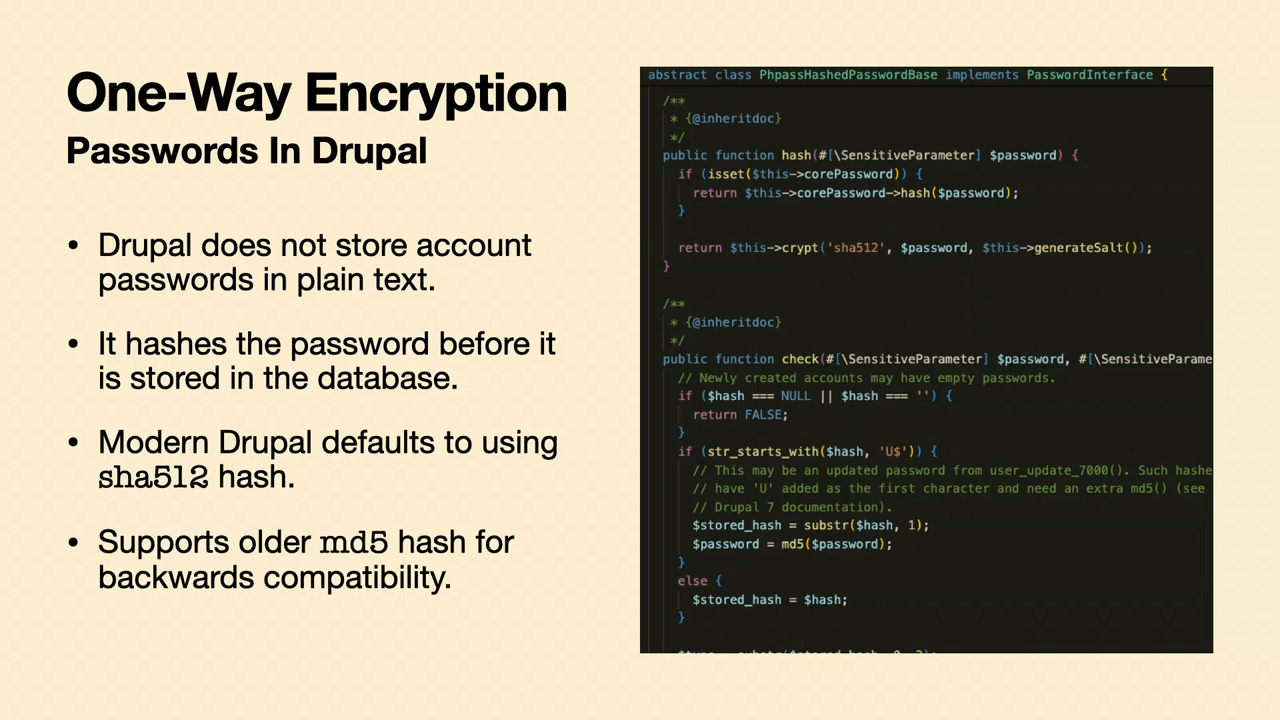 One-Way Encryption
Passwords In Drupal
• Drupal does not store account
passwords in plain text.
• It hashes the password before it
is stored in the database.
• Modern Drupal defaults to using
sha512 hash.
• Supports older md5 hash for
backwards compatibility.
abstract class PhpassHashedPasswordBase implements PasswordInterface {
/**
* {@inheritdoc}
*/
public function hash(#[\SensitiveParameter] $password) {
if (isset($this->corePassword)) {
return $this->corePassword->hash($password);
}
return $this->crypt('sha512', $password, $this->generateSalt());
}
/**
* {@inheritdoc}
*/
public function check(#[\SensitiveParameter] $password, #[\SensitiveParame
// Newly created accounts may have empty passwords.
if ($hash === NULL || $hash === '') {
return FALSE;
}
if (str_starts_with($hash, 'U$')) {
// This may be an updated password from user_update_7000(). Such hashe
// have 'U' added as the first character and need an extra md5() (see
// Drupal 7 documentation).
$stored_hash = substr($hash, 1);
$password = md5($password);
}
else {
$stored_hash = $hash;
}